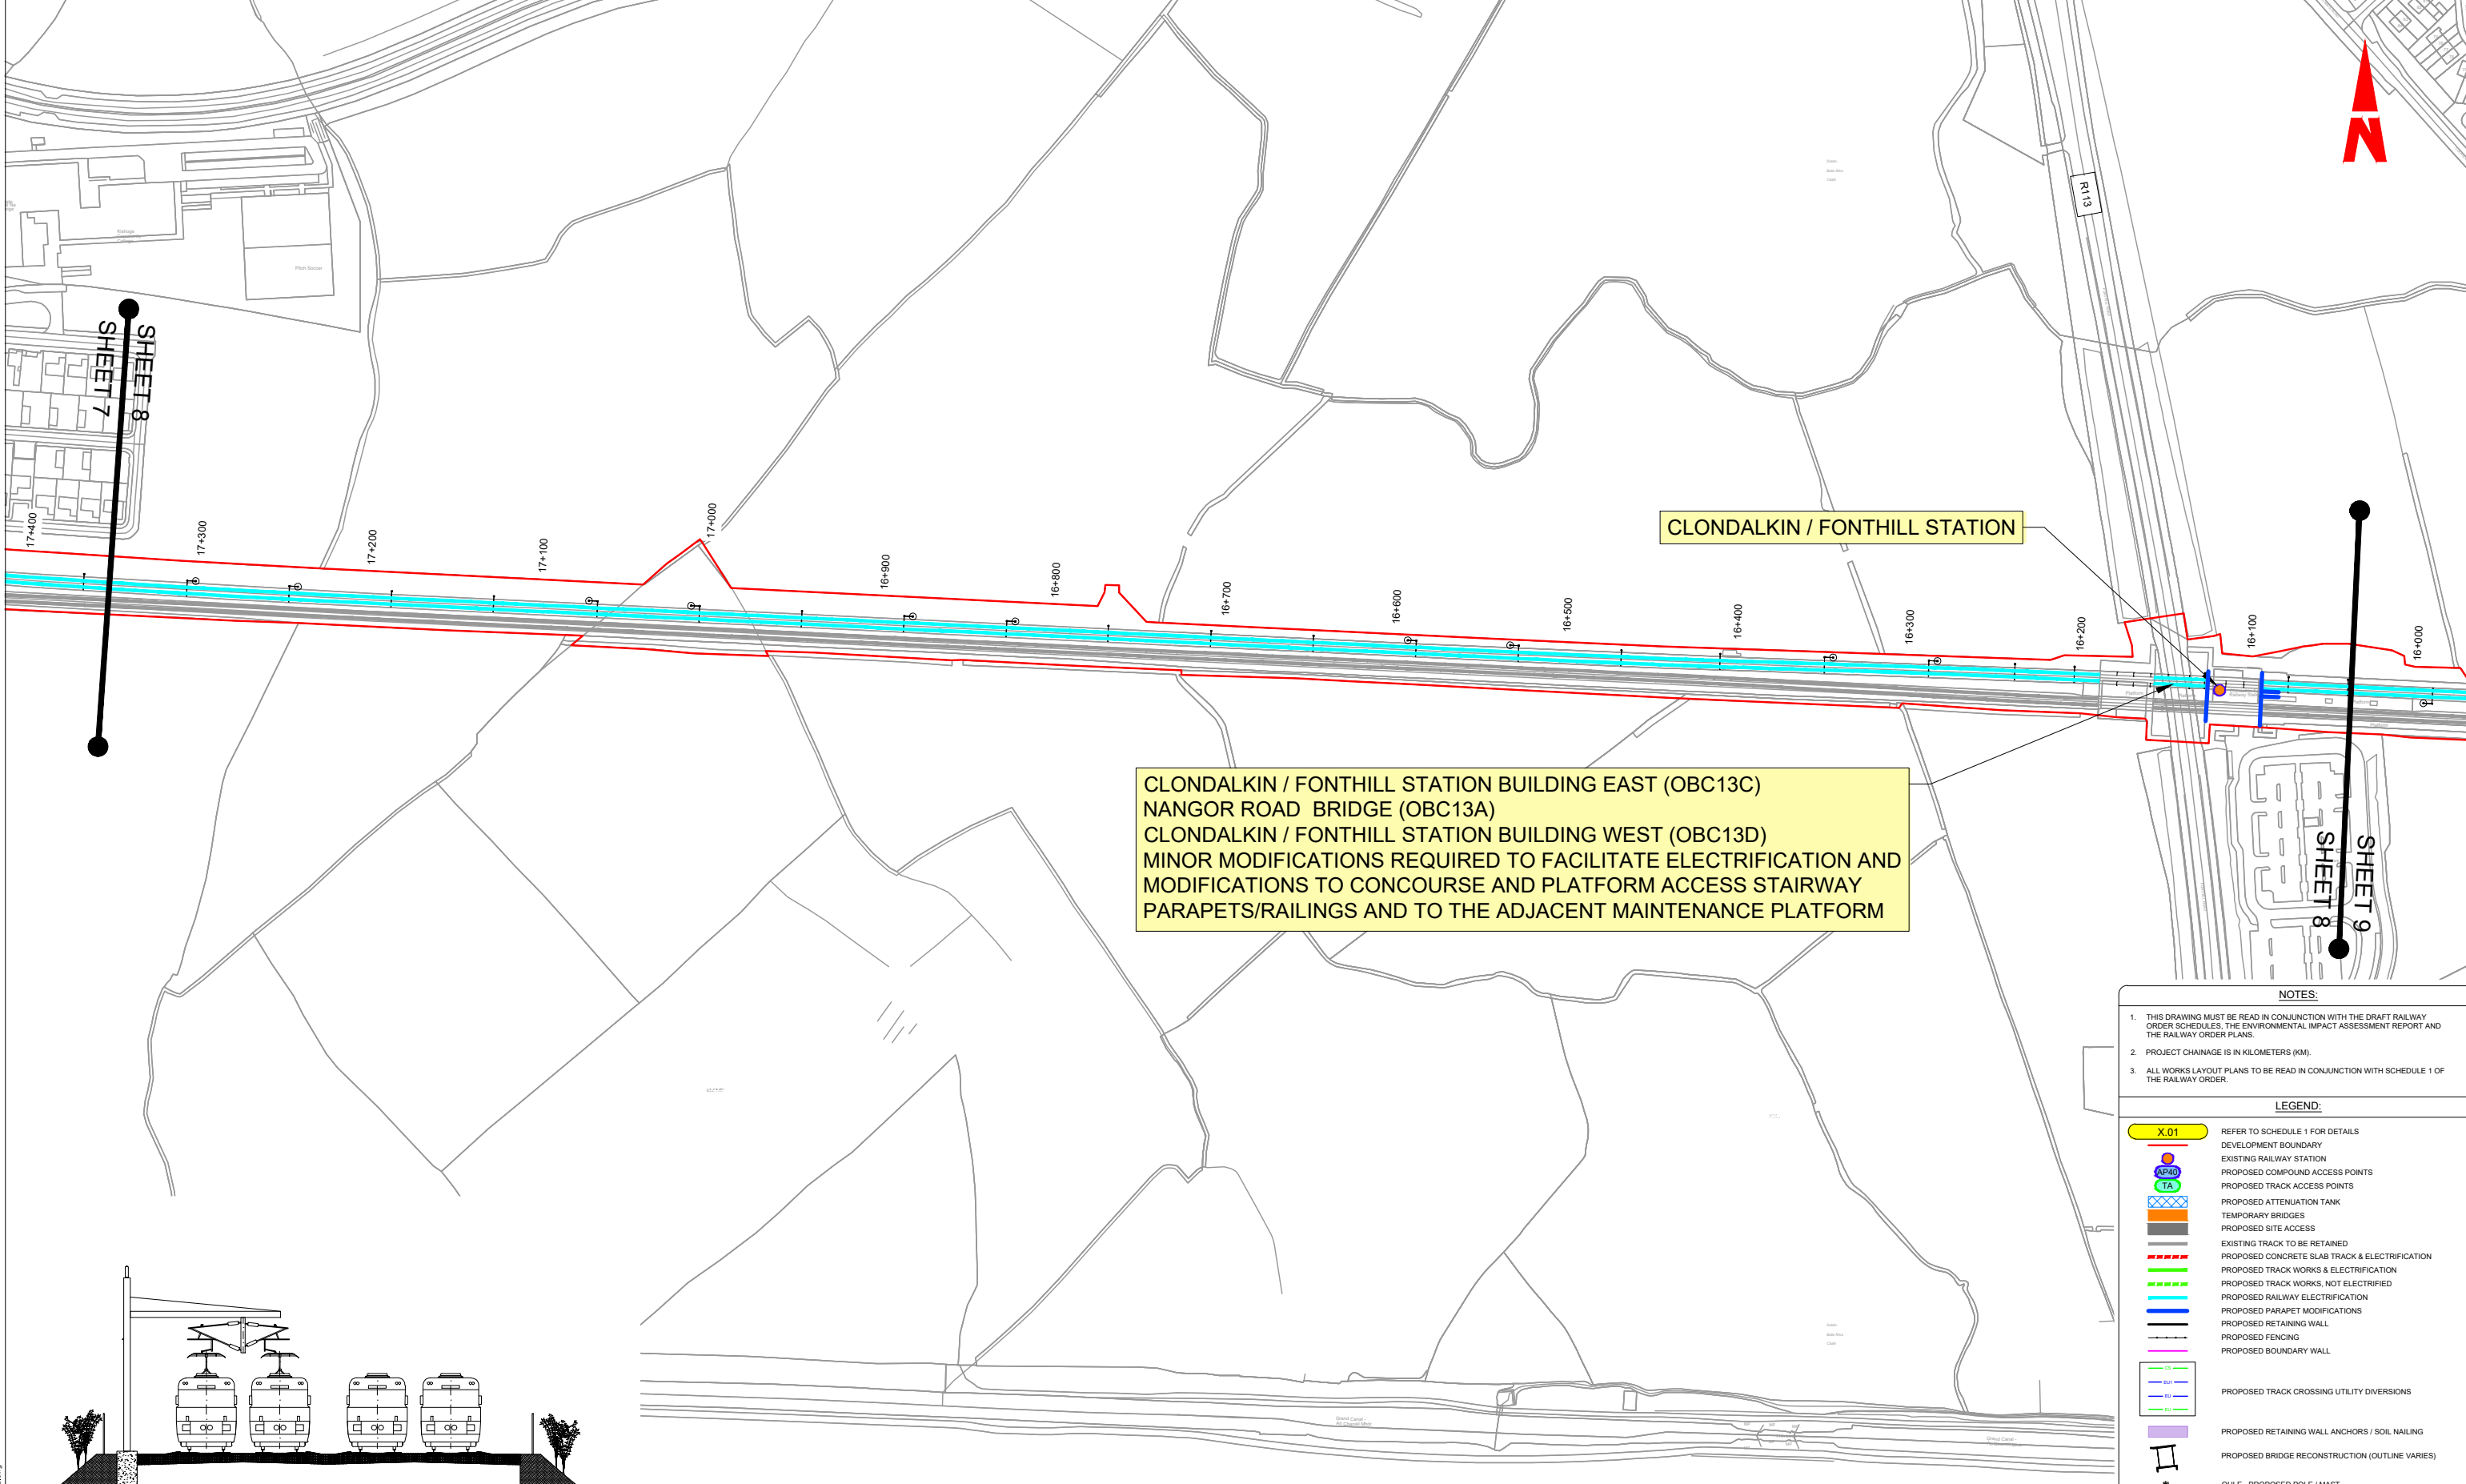 R113
N
SHEET 8
SHEET 7
17+400
17+300
17+200
17+100
17+000
16+900
16+800
16+700
16+600
16+500
16+400
16+300
16+200
16+100
16+000
CLONDALKIN / FONTHILL STATION
CLONDALKIN / FONTHILL STATION BUILDING EAST (OBC13C)
NANGOR ROAD BRIDGE (OBC13A)
CLONDALKIN / FONTHILL STATION BUILDING WEST (OBC13D)
MINOR MODIFICATIONS REQUIRED TO FACILITATE ELECTRIFICATION AND
MODIFICATIONS TO CONCOURSE AND PLATFORM ACCESS STAIRWAY
PARAPETS/RAILINGS AND TO THE ADJACENT MAINTENANCE PLATFORM
SHEET 9
SHEET 8
Pitch Soccer
Platform
Platform
Platform
Grand Canal -
NOTES:
1. THIS DRAWING MUST BE READ IN CONJUNCTION WITH THE DRAFT RAILWAY
ORDER SCHEDULES, THE ENVIRONMENTAL IMPACT ASSESSMENT REPORT AND
THE RAILWAY ORDER PLANS.
2. PROJECT CHAINAGE IS IN KILOMETERS (KM).
3. ALL WORKS LAYOUT PLANS TO BE READ IN CONJUNCTION WITH SCHEDULE 1 OF
THE RAILWAY ORDER.
LEGEND:
X.01 REFER TO SCHEDULE 1 FOR DETAILS
DEVELOPMENT BOUNDARY
EXISTING RAILWAY STATION
AP40 PROPOSED COMPOUND ACCESS POINTS
TA PROPOSED TRACK ACCESS POINTS
PROPOSED ATTENUATION TANK
TEMPORARY BRIDGES
PROPOSED SITE ACCESS
EXISTING TRACK TO BE RETAINED
PROPOSED CONCRETE SLAB TRACK & ELECTRIFICATION
PROPOSED TRACK WORKS & ELECTRIFICATION
PROPOSED TRACK WORKS, NOT ELECTRIFIED
PROPOSED RAILWAY ELECTRIFICATION
PROPOSED PARAPET MODIFICATIONS
PROPOSED RETAINING WALL
PROPOSED FENCING
PROPOSED BOUNDARY WALL
PROPOSED TRACK CROSSING UTILITY DIVERSIONS
PROPOSED RETAINING WALL ANCHORS / SOIL NAILING
PROPOSED BRIDGE RECONSTRUCTION (OUTLINE VARIES)